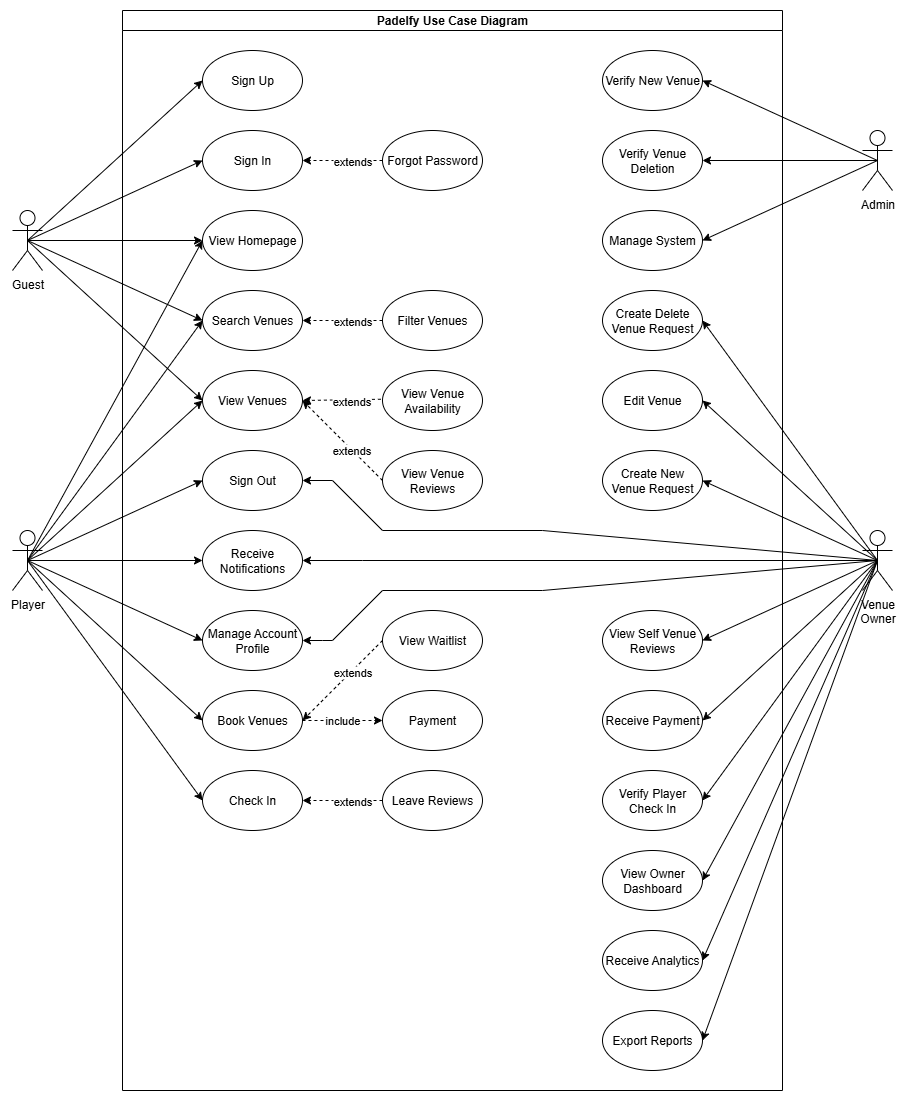 Padelfy Use Case Diagram
Sign Up
Verify New Venue
Sign In
extends
Forgot Password
Verify Venue
Deletion
Admin
View Homepage
Manage System
Guest
Search Venues
extends
Filter Venues
Create Delete
Venue Request
View Venues
extends
View Venue
Availability
Edit Venue
extends
Sign Out
View Venue
Reviews
Create New
Venue Request
Receive
Notifications
Player
Venue
Owner
Manage Account
Profile
View Waitlist
View Self Venue
Reviews
extends
Book Venues
include
Payment
Receive Payment
Check In
extends
Leave Reviews
Verify Player
Check In
View Owner
Dashboard
Receive Analytics
Export Reports